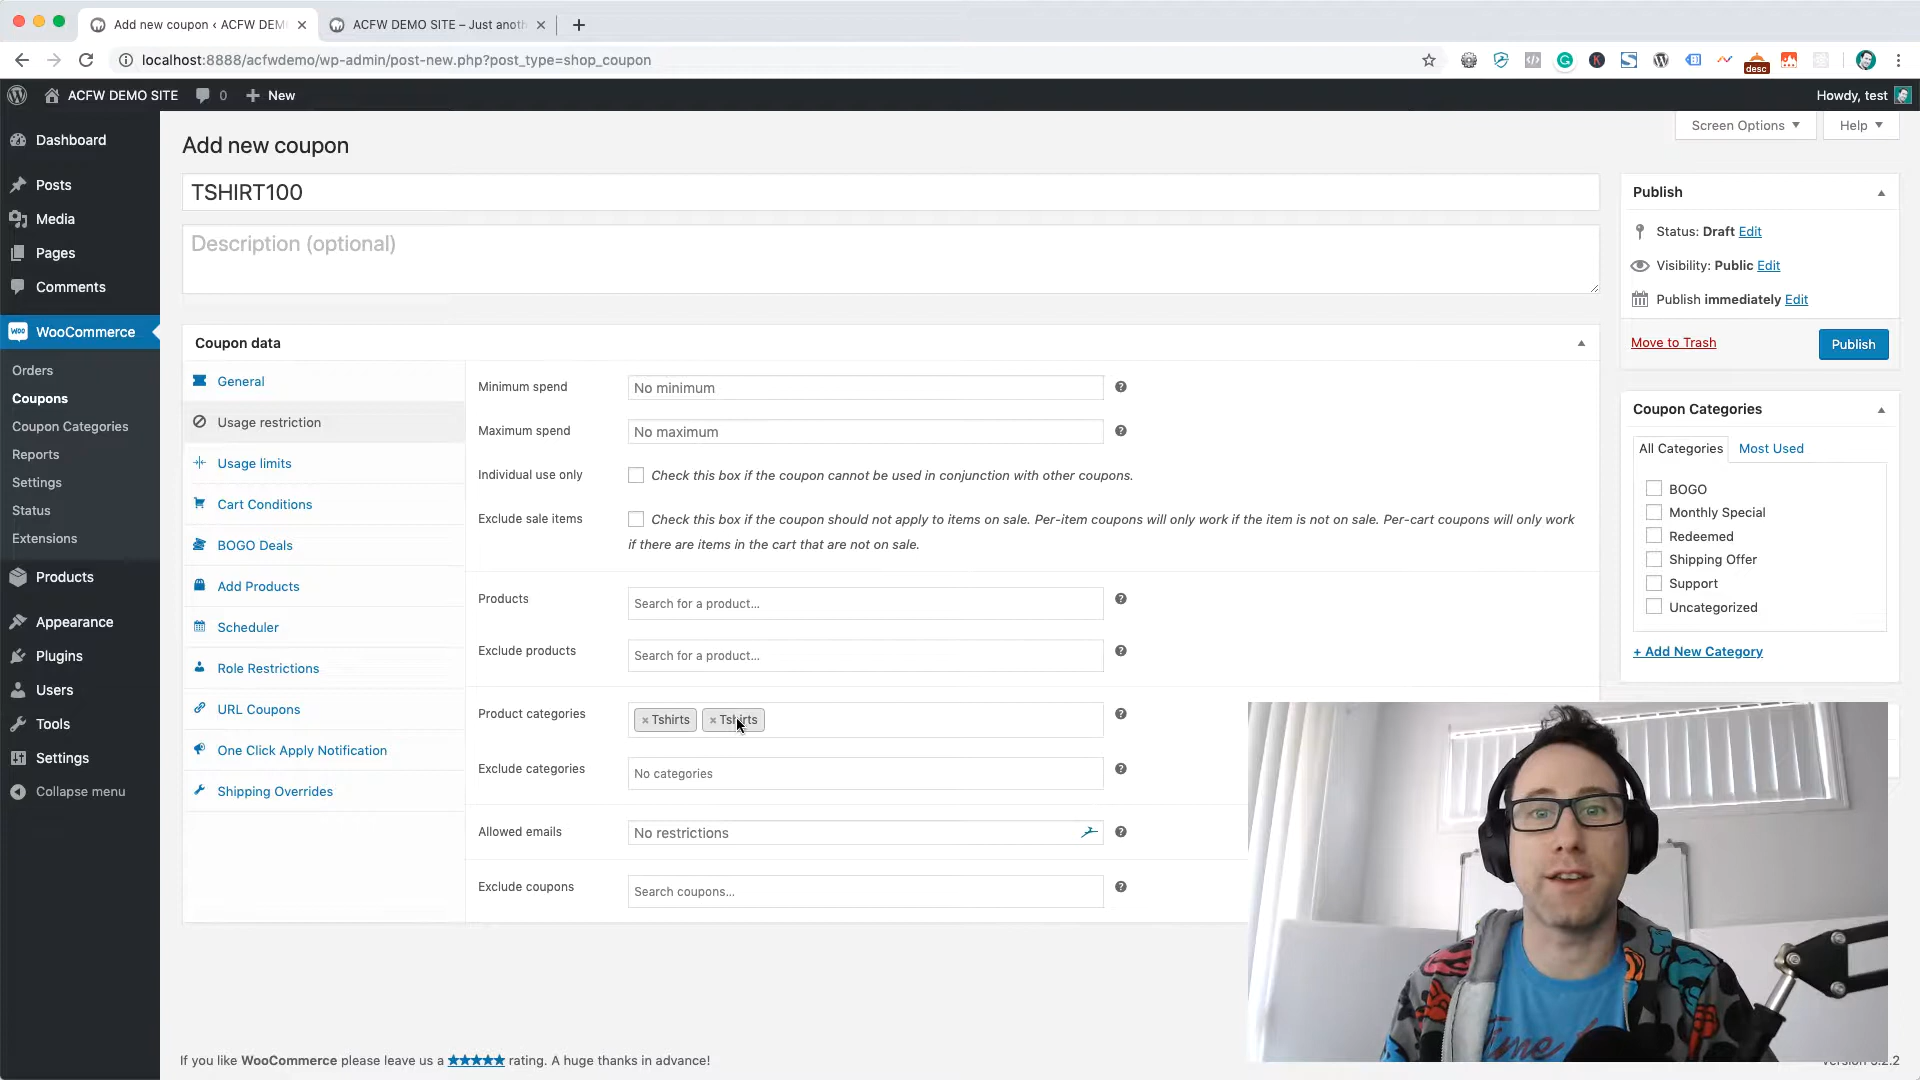 Add new coupon ‹ ACFW DEM
ACFW DEMO SITE – Just anoth
localhost:8888/acfwdemo/wp-admin/post-new.php?post_type=shop_coupon
desc
ACFW DEMO SITE
0
New
Howdy, test
Screen Options
Help
Dashboard
Posts
Media
Pages
Comments
WooCommerce
Orders
Coupons
Coupon Categories
Reports
Settings
Status
Extensions
Products
Appearance
Plugins
Users
Tools
Settings
Collapse menu
Add new coupon
TSHIRT100
Description (optional)
Coupon data
General
Usage restriction
Usage limits
Cart Conditions
BOGO Deals
Add Products
Scheduler
Role Restrictions
URL Coupons
One Click Apply Notification
Shipping Overrides
Minimum spend
No minimum
Maximum spend
No maximum
Individual use only
Check this box if the coupon cannot be used in conjunction with other coupons.
Exclude sale items
Check this box if the coupon should not apply to items on sale. Per-item coupons will only work if the item is not on sale. Per-cart coupons will only work
if there are items in the cart that are not on sale.
Products
Search for a product…
Exclude products
Search for a product…
Product categories
× Tshirts
× Tshirts
Exclude categories
No categories
Allowed emails
No restrictions
Exclude coupons
Search coupons…
Publish
Status: Draft Edit
Visibility: Public Edit
Publish immediately Edit
Move to Trash
Publish
Coupon Categories
All Categories
Most Used
BOGO
Monthly Special
Redeemed
Shipping Offer
Support
Uncategorized
+ Add New Category
If you like WooCommerce please leave us a ★★★★★ rating. A huge thanks in advance!